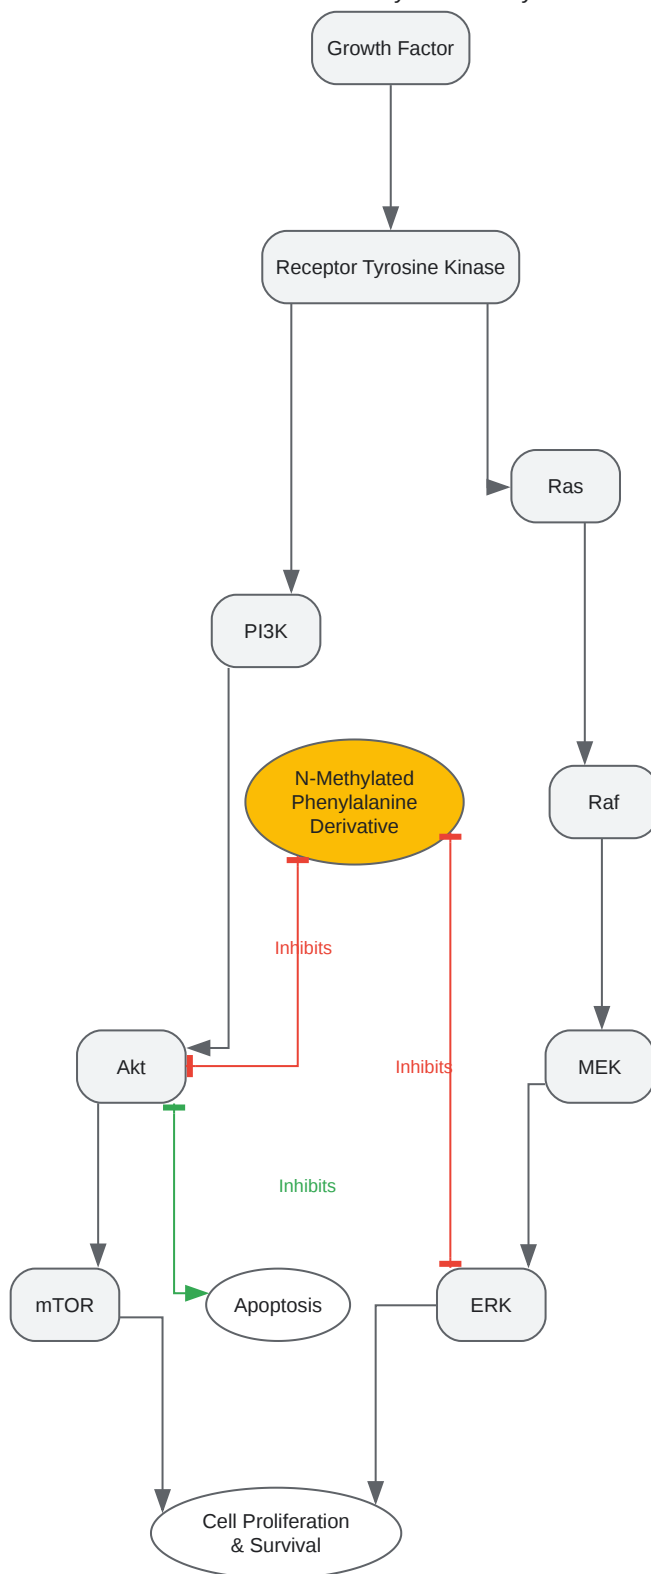 Growth Factor
Receptor Tyrosine Kinase
Ras
PI3K
N-Methylated
Phenylalanine
Derivative
Raf
Inhibits
Akt
Inhibits
MEK
Inhibits
mTOR
Apoptosis
ERK
Cell Proliferation
& Survival